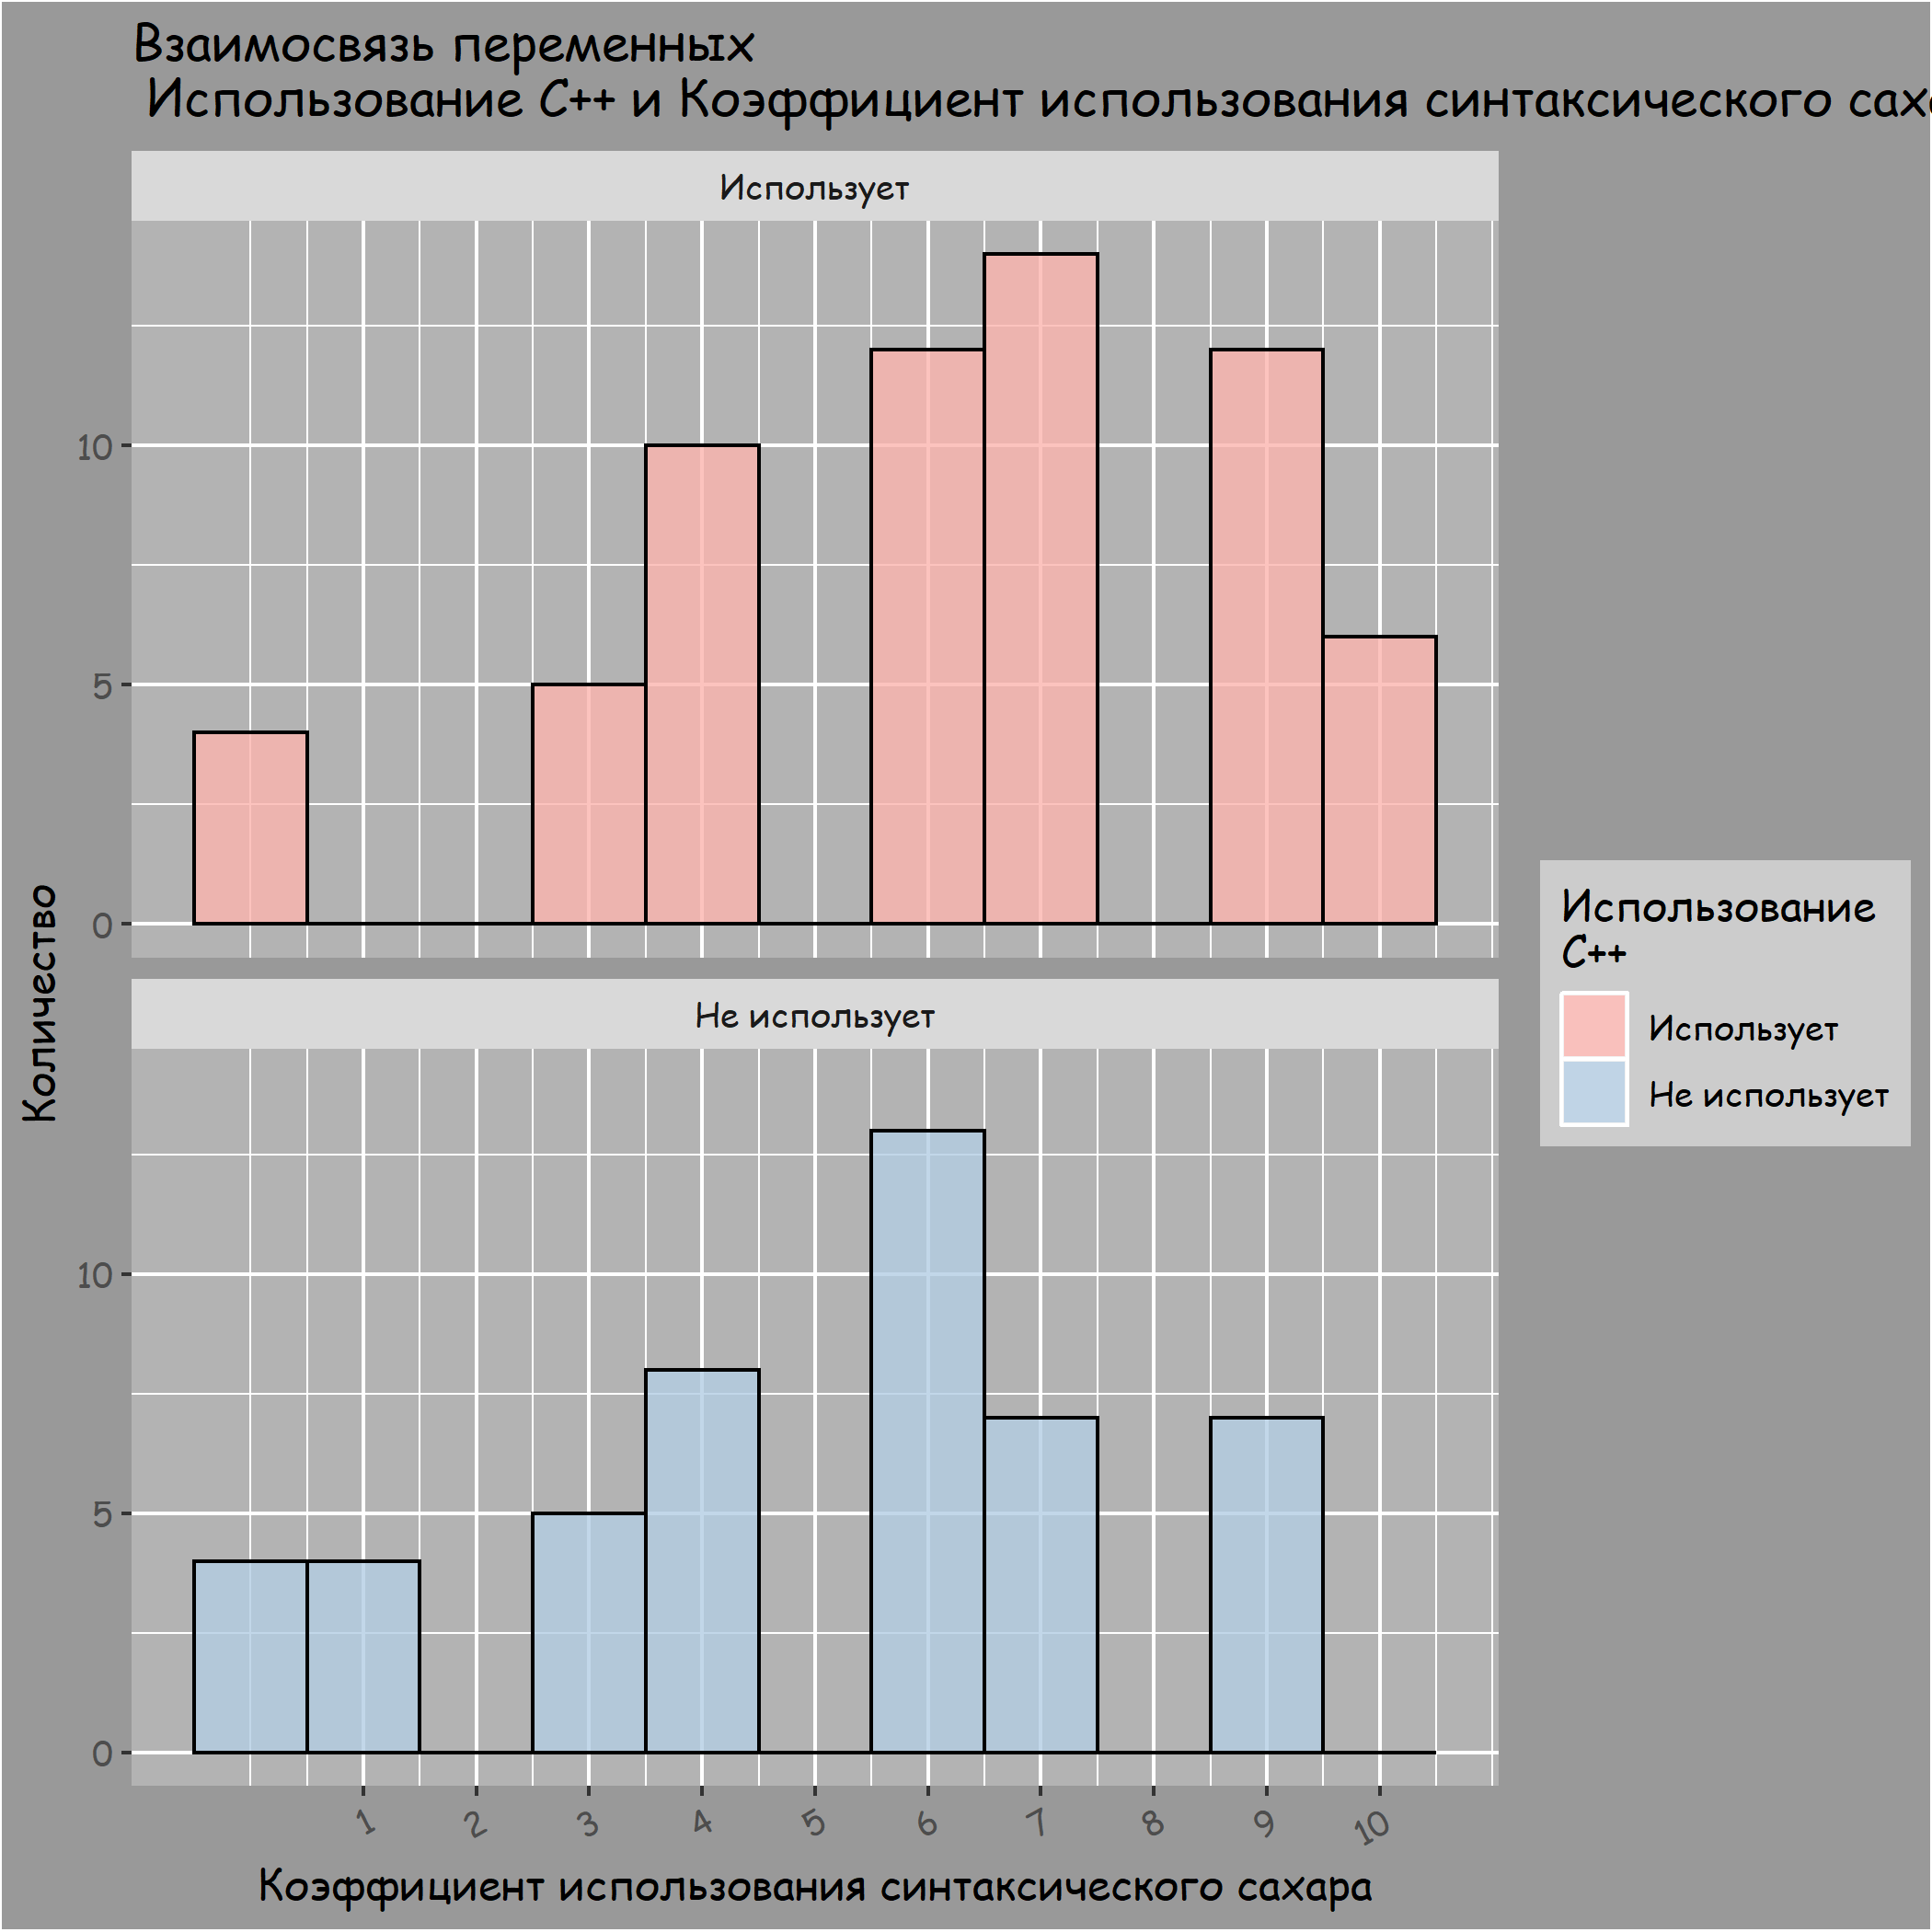 Взаимосвязь переменных
Использование C++ и Коэффициент использования синтаксического
Использует
10
5
0
Количество
Не использует
10
5
0
1 2 3 4 5 6 7 8 9 10
Коэффициент использования синтаксического сахара
Использование
C++
Использует
Не использует